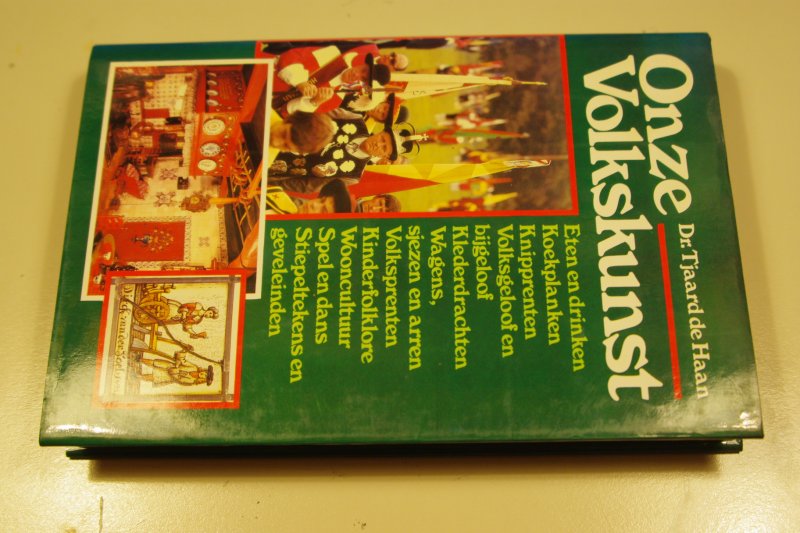 Dr. Tjaard de Haan
Onze
Volkskunst
Eten en drinken
Koekplanken
Knipprenten
Volksgeloof en
bijgeloof
Klederdrachten
Wagens,
sjezen en arren
Volksprenten
Kinderfolklore
Wooncultuur
Spel en dans
Stiepeltekens en
geveleinden